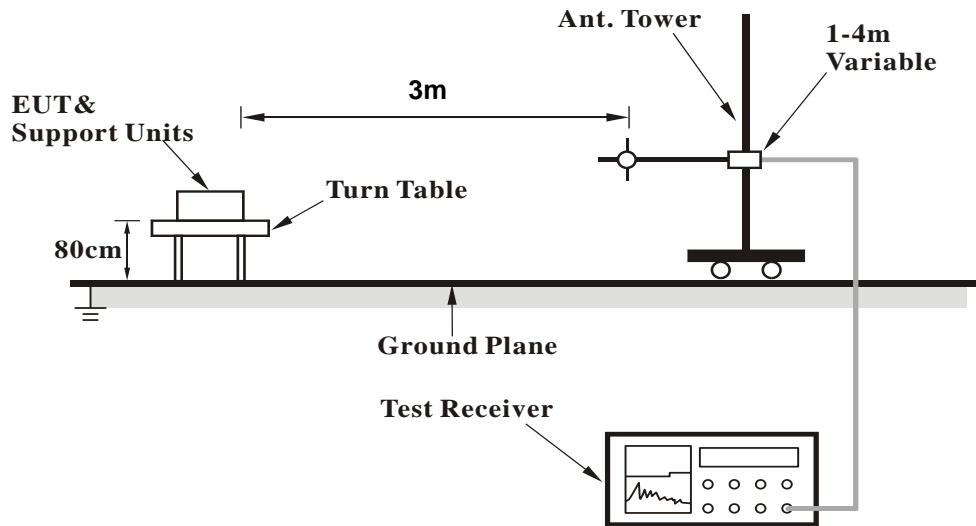 Ant. Tower
1-4m
Variable
3m
EUT&
Support Units
Turn Table
80cm
Ground Plane
Test Receiver